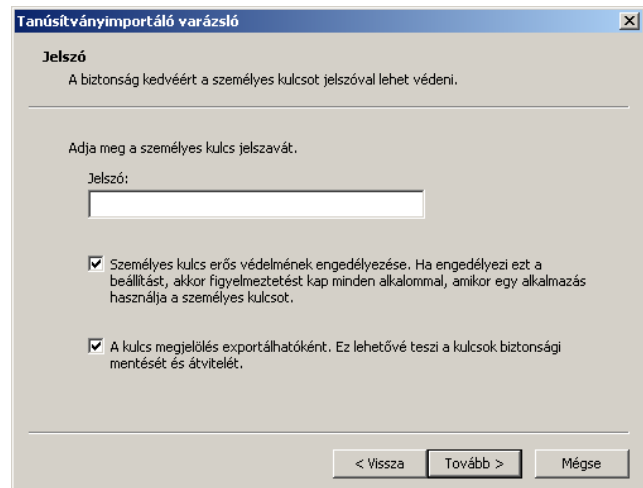 Tanúsítványimportáló varázsló
Jelszó
A biztonság kedvéért a személyes kulcsot jelszóval lehet védeni.
Adja meg a személyes kulcs jelszavát.
Jelszó:
Személyes kulcs erős védelmének engedélyezése. Ha engedélyezi ezt a
beállítást, akkor figyelmeztetést kap minden alkalommal, amikor egy alkalmazás
használja a személyes kulcsot.
A kulcs megjelölés exportálhatóként. Ez lehetővé teszi a kulcsok biztonsági
mentését és átvitelét.
< Vissza Tovább > Mégse